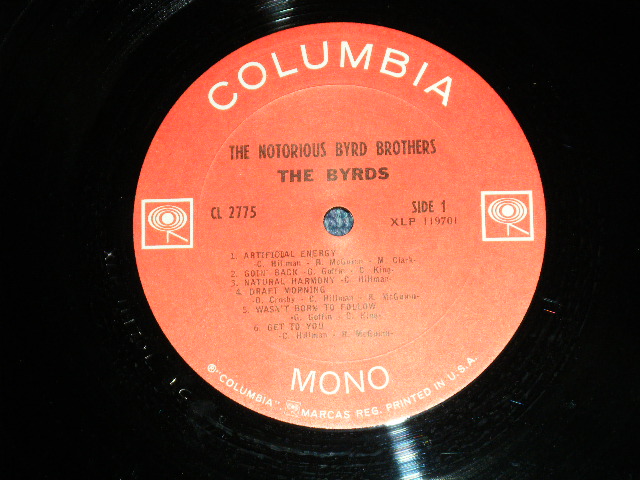 COLUMBIA
THE NOTORIOUS BYRD BROTHERS
THE BYRDS
CL 2775
SIDE 1
XLP 119701
1. ARTIFICIAL ENERGY
-C. Hillman - R. McGuinn - M. Clark-
2. GOIN' BACK -G. Goffin - C. King-
3. NATURAL HARMONY -C. Hillman-
4. DRAFT MORNING
-D. Crosby - C. Hillman - R. McGuinn-
5. WASN'T BORN TO FOLLOW
-G. Goffin - C. King-
6. GET TO YOU
-C. Hillman - R. McGuinn-
MONO
℗"COLUMBIA" MARCAS REG. PRINTED IN U.S.A.